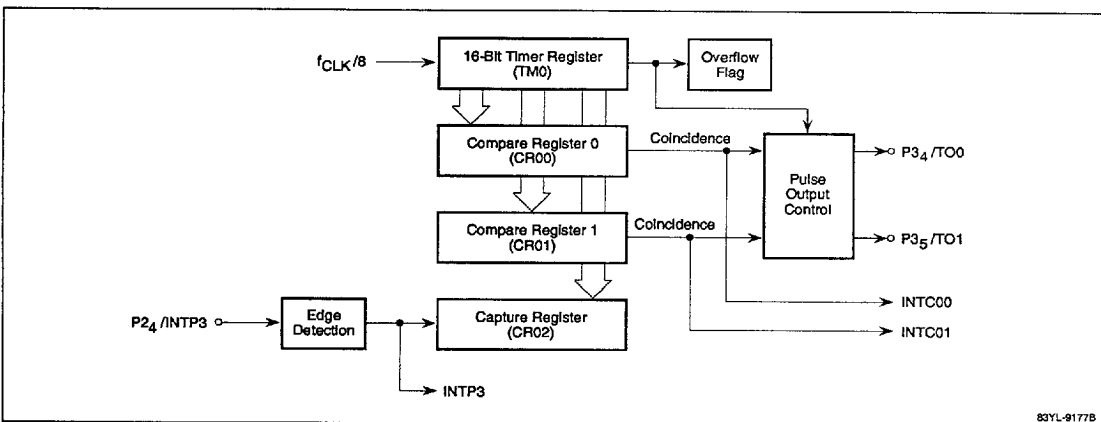 fCLK/8
16-Bit Timer Register
(TM0)
Overflow
Flag
Compare Register 0
(CR00)
Coincidence
P34/TO0
Pulse
Output
Control
Compare Register 1
(CR01)
Coincidence
P35/TO1
INTC00
P24/INTP3
Edge
Detection
Capture Register
(CR02)
INTC01
INTP3
83YL-9177B